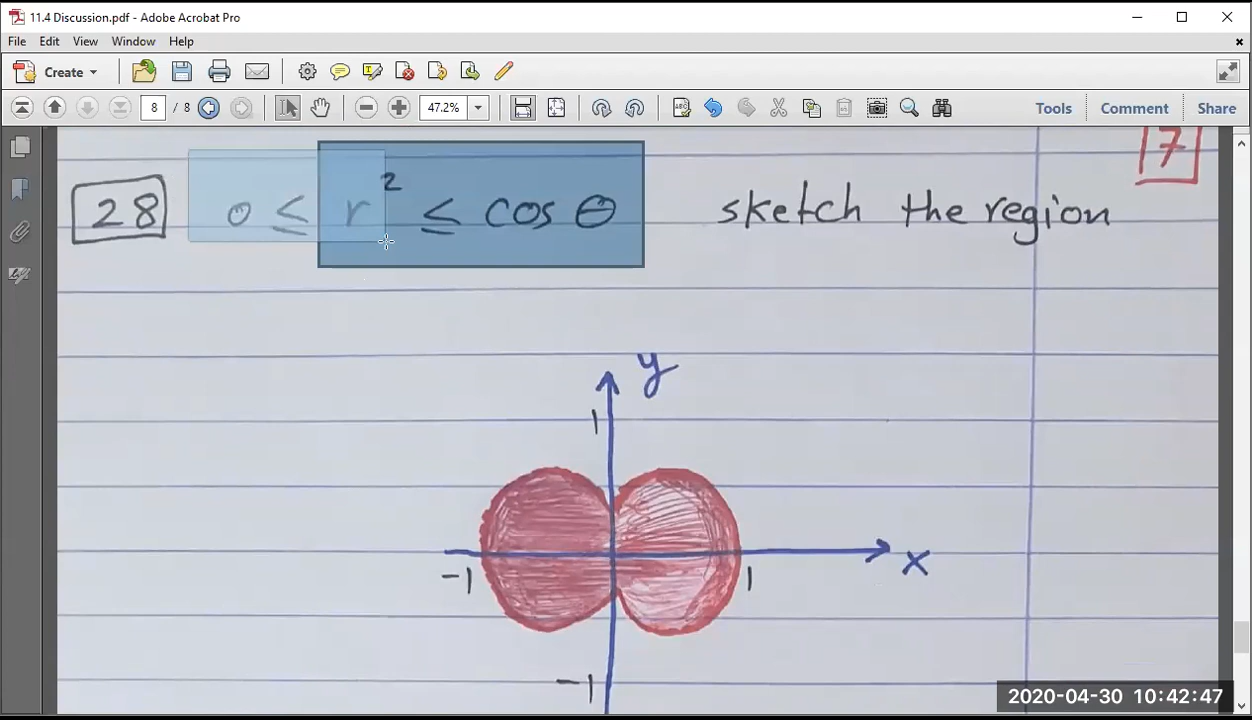 11.4 Discussion.pdf - Adobe Acrobat Pro
File Edit View Window Help
Create
8 / 8 47.2% Tools Comment Share
7
28 0 ≤ r² ≤ cos θ sketch the region
y
1
-1 1 x
-1
2020-04-30 10:42:47